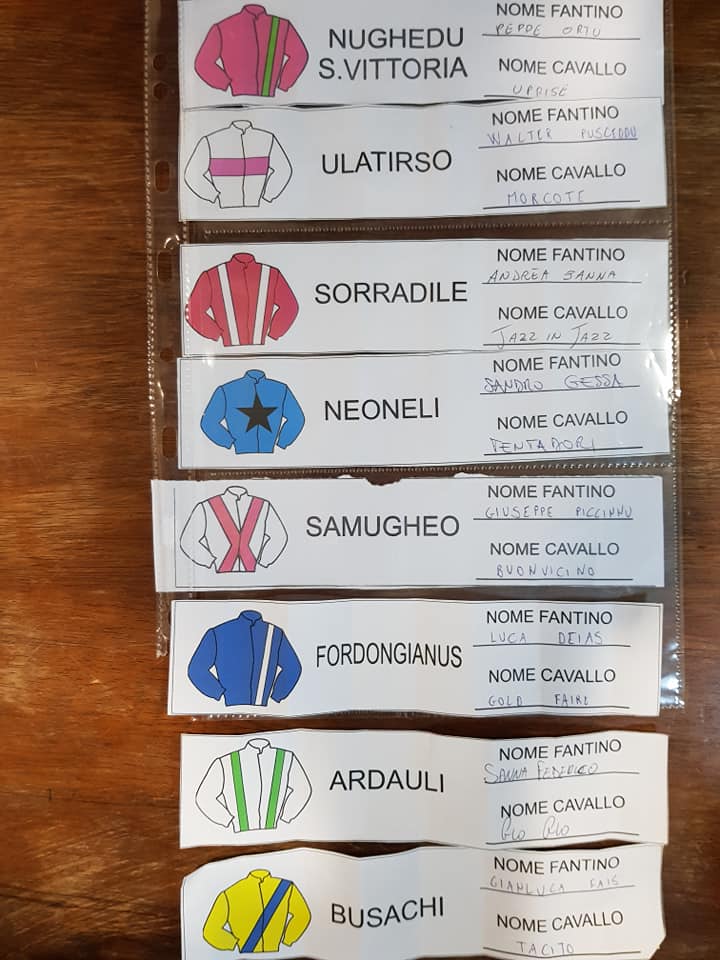 NUGHEDU
S.VITTORIA
NOME FANTINO
PEPPE ORTU
NOME CAVALLO
UPRISE
ULATIRSO
NOME FANTINO
WALTER PUSCEDDU
NOME CAVALLO
MORCOTE
SORRADILE
NOME FANTINO
ANDREA SANNA
NOME CAVALLO
JAZZ IN JAZZ
NEONELI
NOME FANTINO
SANDRO GESSA
NOME CAVALLO
PENTADORI
SAMUGHEO
NOME FANTINO
GIUSEPPE PICCINNU
NOME CAVALLO
BUONVICINO
FORDONGIANUS
NOME FANTINO
LUCA DEIAS
NOME CAVALLO
GOLD
ARDAULI
NOME FANTINO
SANNA FEDERICO
NOME CAVALLO
BUSACHI
NOME FANTINO
GIANLUCA FAIS
NOME CAVALLO
TACITO